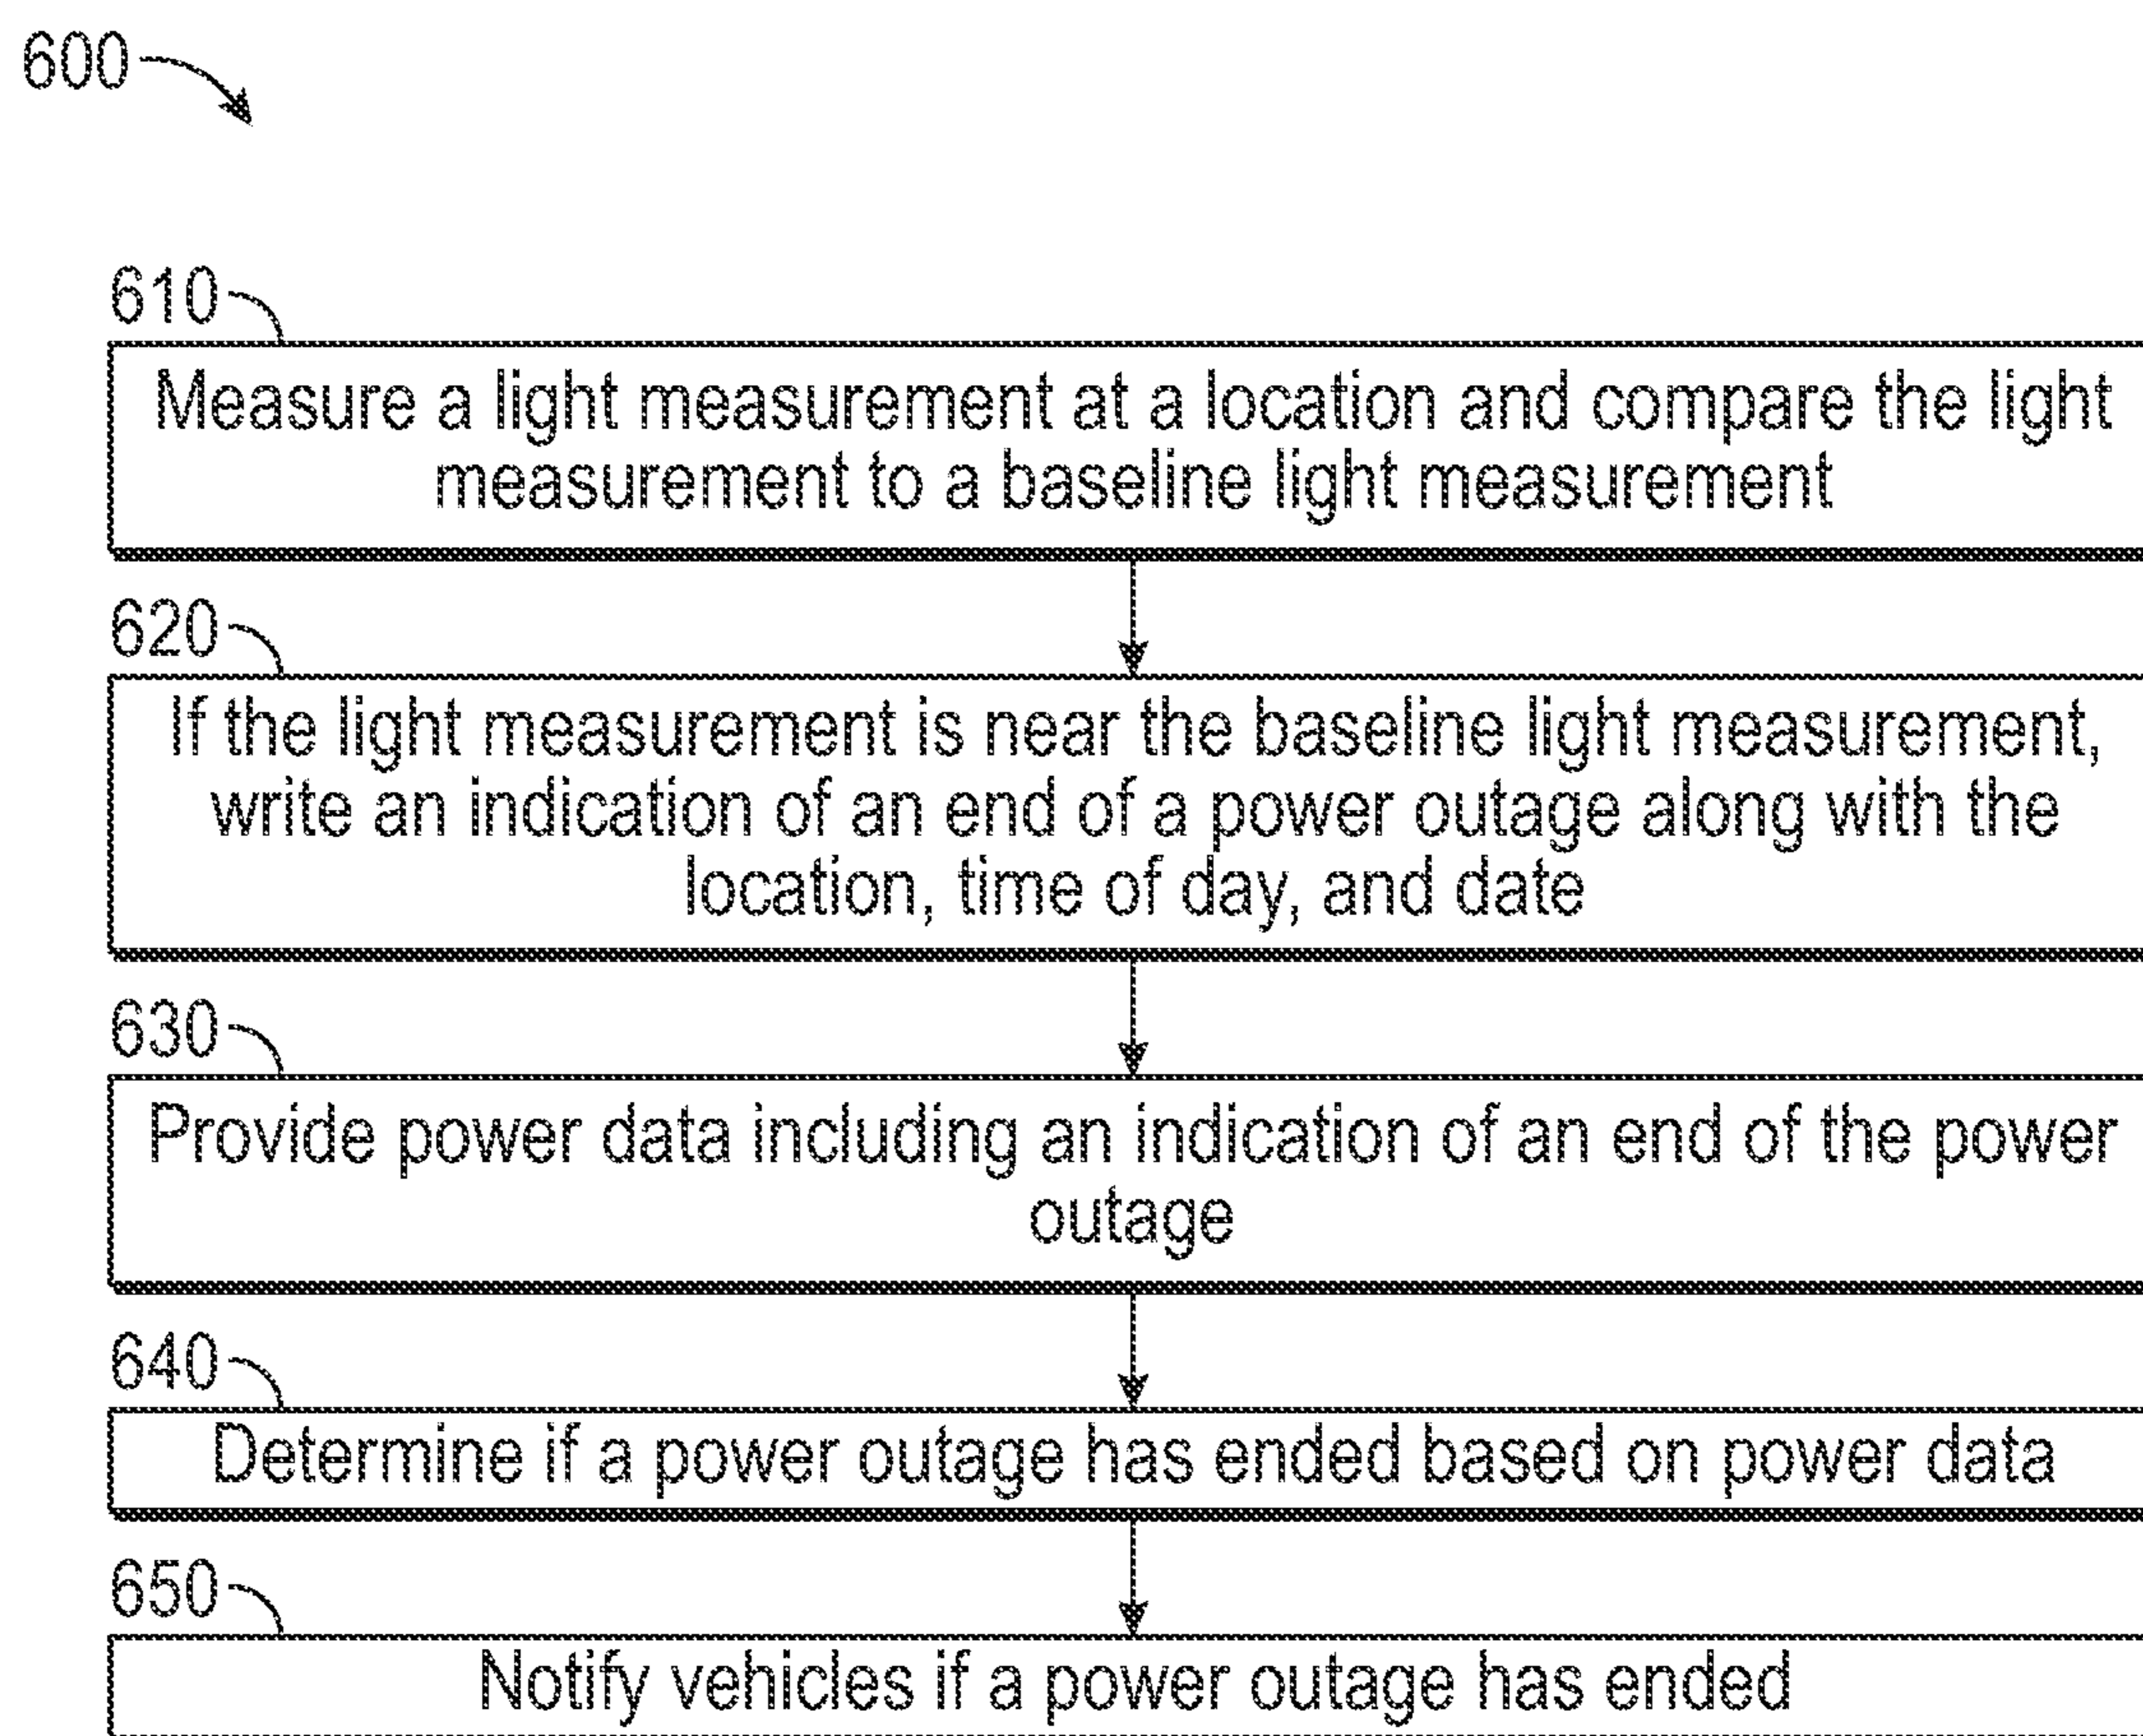 600
610
Measure a light measurement at a location and compare the light
measurement to a baseline light measurement
620
If the light measurement is near the baseline light measurement,
write an indication of an end of a power outage along with the
location, time of day, and date
630
Provide power data including an indication of an end of the power
outage
640
Determine if a power outage has ended based on power data
650
Notify vehicles if a power outage has ended